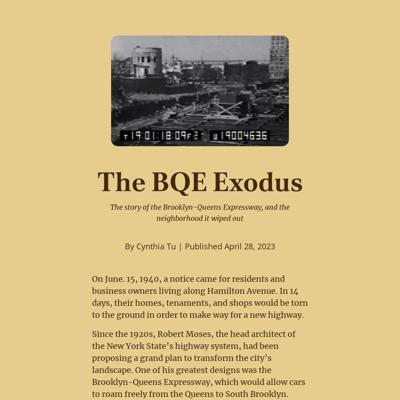 T 19:01:18:09F2 U19004636
The BQE Exodus
The story of the Brooklyn-Queens Expressway, and the
neighborhood it wiped out
By Cynthia Tu | Published April 28, 2023
On June. 15, 1940, a notice came for residents and
business owners living along Hamilton Avenue. In 14
days, their homes, tenaments, and shops would be torn
to the ground in order to make way for a new highway.
Since the 1920s, Robert Moses, the head architect of
the New York State's highway system, had been
proposing a grand plan to transform the city's
landscape. One of his greatest designs was the
Brooklyn-Queens Expressway, which would allow cars
to roam freely from the Queens to South Brooklyn.